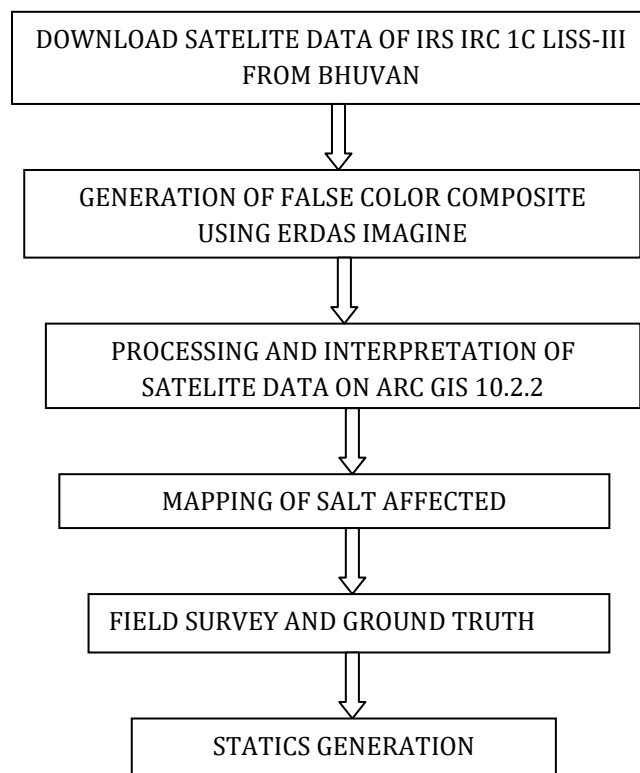 DOWNLOAD SATELITE DATA OF IRS IRC 1C LISS-III
FROM BHUVAN
GENERATION OF FALSE COLOR COMPOSITE
USING ERDAS IMAGINE
PROCESSING AND INTERPRETATION OF
SATELITE DATA ON ARC GIS 10.2.2
MAPPING OF SALT AFFECTED
FIELD SURVEY AND GROUND TRUTH
STATICS GENERATION